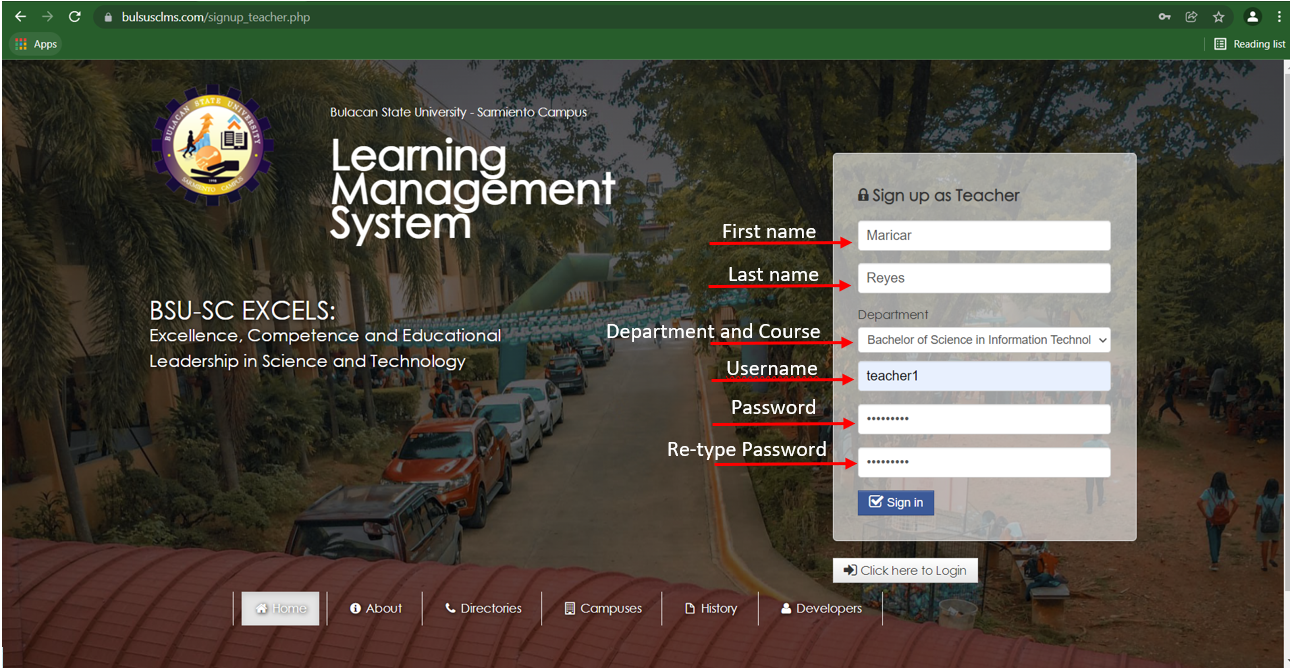 bulsusclms.com/signup_teacher.php
Apps
Reading list
BULACAN STATE UNIVERSITY
SARMIENTO CAMPUS
Bulacan State University - Sarmiento Campus
Learning
Management
System
BSU-SC EXCELS:
Excellence, Competence and Educational
Leadership in Science and Technology
Sign up as Teacher
First name
Maricar
Last name
Reyes
Department
Department and Course
Bachelor of Science in Information Technol
Username
teacher1
Password
•••••••••
Re-type Password
•••••••••
Sign in
Click here to Login
Home
About
Directories
Campuses
History
Developers